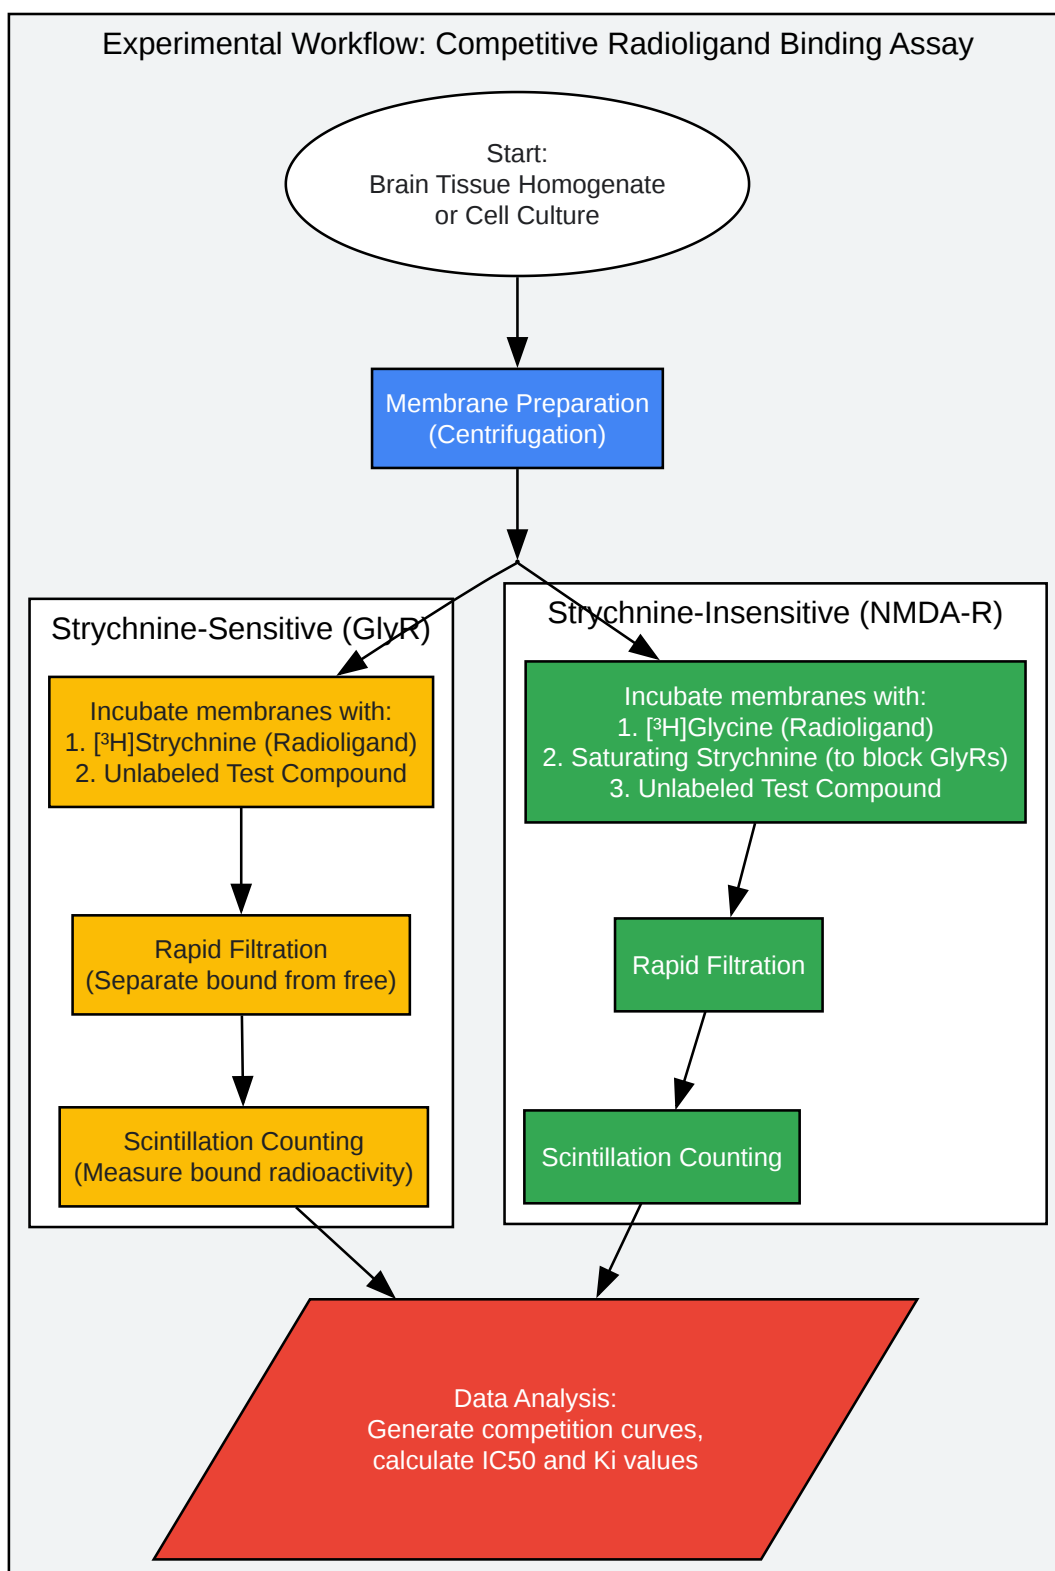 Experimental Workflow: Competitive Radioligand Binding Assay
Start:
Brain Tissue Homogenate
or Cell Culture
Membrane Preparation
(Centrifugation)
Strychnine-Sensitive (GlyR)
Incubate membranes with:
1. [³H]Strychnine (Radioligand)
2. Unlabeled Test Compound
Rapid Filtration
(Separate bound from free)
Scintillation Counting
(Measure bound radioactivity)
Strychnine-Insensitive (NMDA-R)
Incubate membranes with:
1. [³H]Glycine (Radioligand)
2. Saturating Strychnine (to block GlyRs)
3. Unlabeled Test Compound
Rapid Filtration
Scintillation Counting
Data Analysis:
Generate competition curves,
calculate IC50 and Ki values